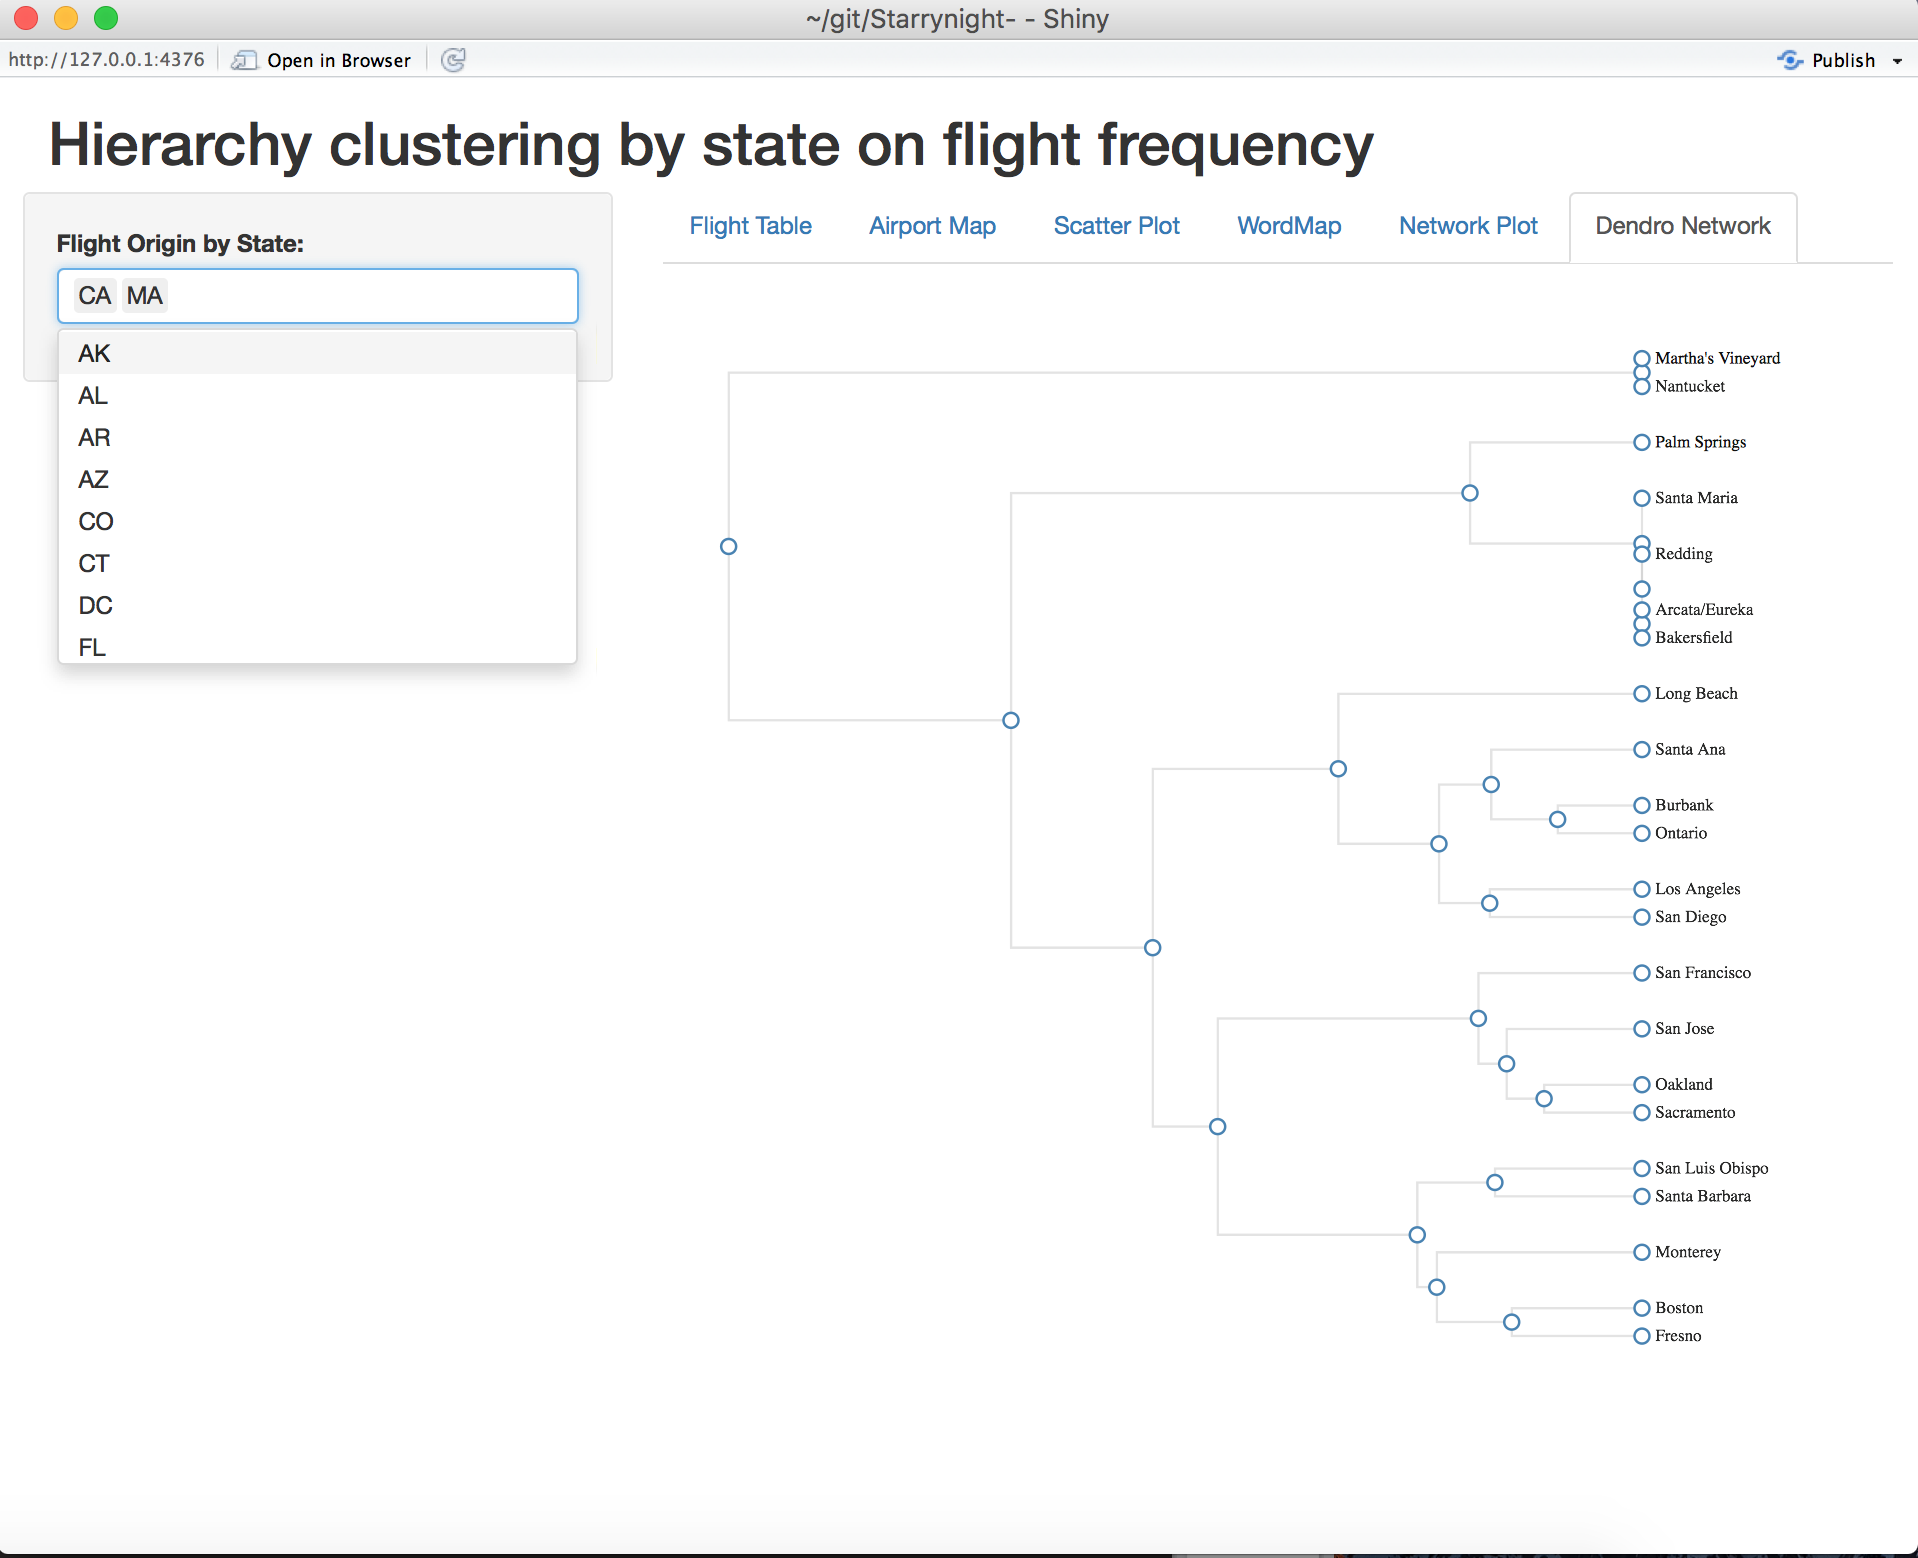 ~/git/Starrynight- - Shiny
http://127.0.0.1:4376 Open in Browser Publish
Hierarchy clustering by state on flight frequency
Flight Origin by State:
CA MA
AK
AL
AR
AZ
CO
CT
DC
FL
Flight Table Airport Map Scatter Plot WordMap Network Plot Dendro Network
Martha's Vineyard
Nantucket
Palm Springs
Santa Maria
Redding
Arcata/Eureka
Bakersfield
Long Beach
Santa Ana
Burbank
Ontario
Los Angeles
San Diego
San Francisco
San Jose
Oakland
Sacramento
San Luis Obispo
Santa Barbara
Monterey
Boston
Fresno